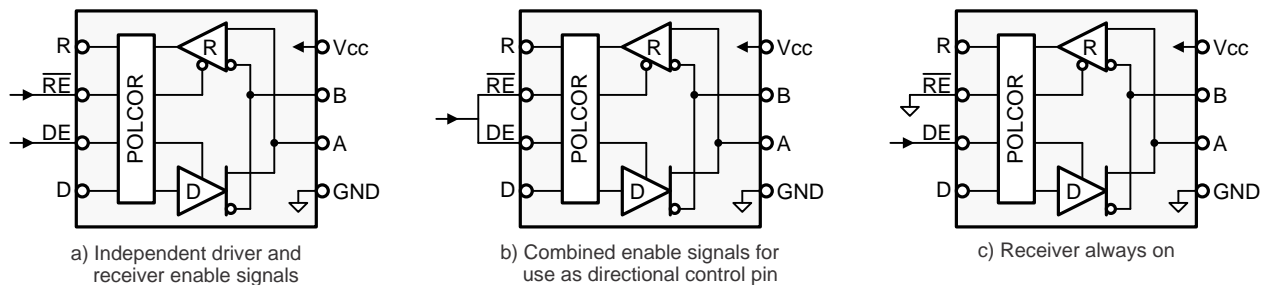 R
R
Vcc
RE
B
POLCOR
DE
A
D
D
GND
a) Independent driver and
receiver enable signals
R
R
Vcc
RE
B
POLCOR
DE
A
D
D
GND
b) Combined enable signals for
use as directional control pin
R
R
Vcc
RE
B
POLCOR
DE
A
D
D
GND
c) Receiver always on